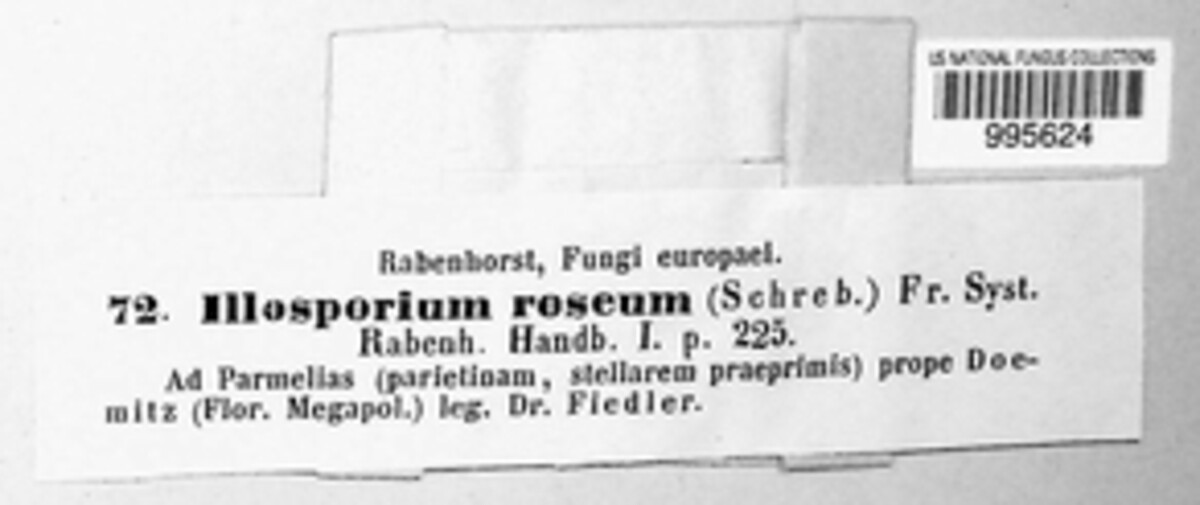 US NATIONAL FUNGUS COLLECTIONS
995624
Rabenhorst, Fungi europaei.
72. Illosporium roseum (Schreb.) Fr. Syst.
Rabenh. Handb. I. p. 225.
Ad Parmelias (parietinam, stellarem praeprimis) prope Doe-
mitz (Flor. Megapol.) leg. Dr. Fiedler.